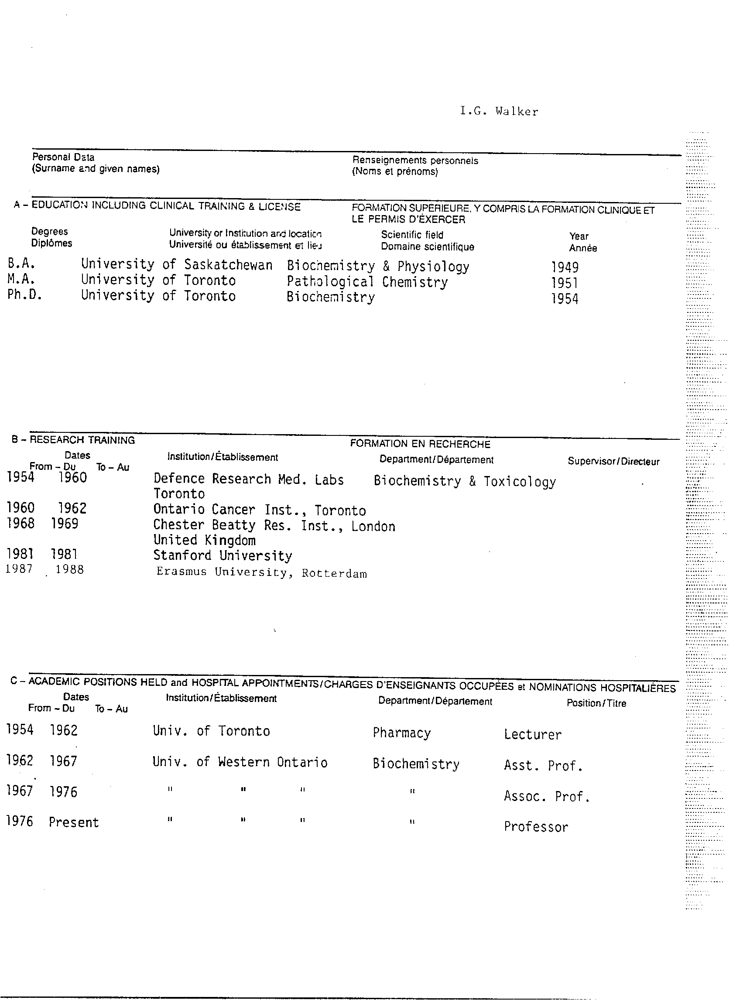 I.G. Walker
Personal Data
(Surname and given names)
Renseignements personnels
(Noms et prénoms)
A – EDUCATION INCLUDING CLINICAL TRAINING & LICENSE
FORMATION SUPERIEURE, Y COMPRIS LA FORMATION CLINIQUE ET
LE PERMIS D'ÉXERCER
Degrees University or Institution and location Scientific field Year
Diplômes Université ou établissement et lieu Domaine scientifique Année
B.A. University of Saskatchewan Biochemistry & Physiology 1949
M.A. University of Toronto Pathological Chemistry 1951
Ph.D. University of Toronto Biochemistry 1954
B – RESEARCH TRAINING FORMATION EN RECHERCHE
Dates Institution/Établissement Department/Département Supervisor/Directeur
From – Du To – Au
1954 1960 Defence Research Med. Labs Biochemistry & Toxicology
Toronto
1960 1962 Ontario Cancer Inst., Toronto
1968 1969 Chester Beatty Res. Inst., London
United Kingdom
1981 1981 Stanford University
1987 1988 Erasmus University, Rotterdam
C – ACADEMIC POSITIONS HELD and HOSPITAL APPOINTMENTS/CHARGES D'ENSEIGNANTS OCCUPÉES et NOMINATIONS HOSPITALIÈRES
Dates Institution/Établissement Department/Département Position/Titre
From – Du To – Au
1954 1962 Univ. of Toronto Pharmacy Lecturer
1962 1967 Univ. of Western Ontario Biochemistry Asst. Prof.
1967 1976 " " " " Assoc. Prof.
1976 Present " " " " Professor